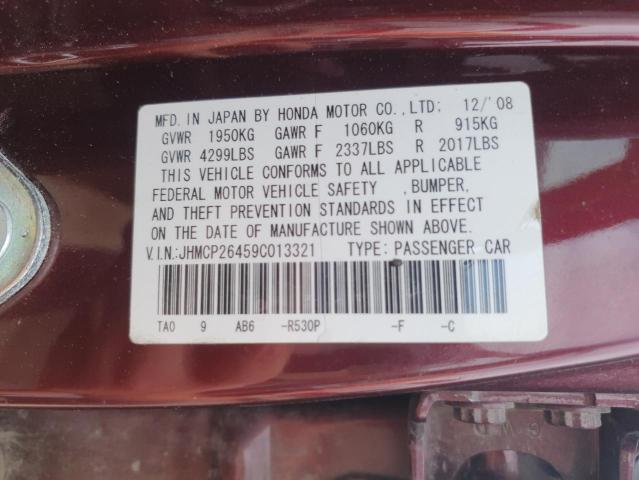 MFD. IN JAPAN BY HONDA MOTOR CO.,LTD: 12/'08
GVWR 1950KG GAWR F 1060KG R 915KG
GVWR 4299LBS GAWR F 2337LBS R 2017LBS
THIS VEHICLE CONFORMS TO ALL APPLICABLE
FEDERAL MOTOR VEHICLE SAFETY ,BUMPER,
AND THEFT PREVENTION STANDARDS IN EFFECT
ON THE DATE OF MANUFACTURE SHOWN ABOVE.
V.I.N:JHMCP26459C013321 TYPE: PASSENGER CAR
TA0 9 AB6 -R530P -F -C